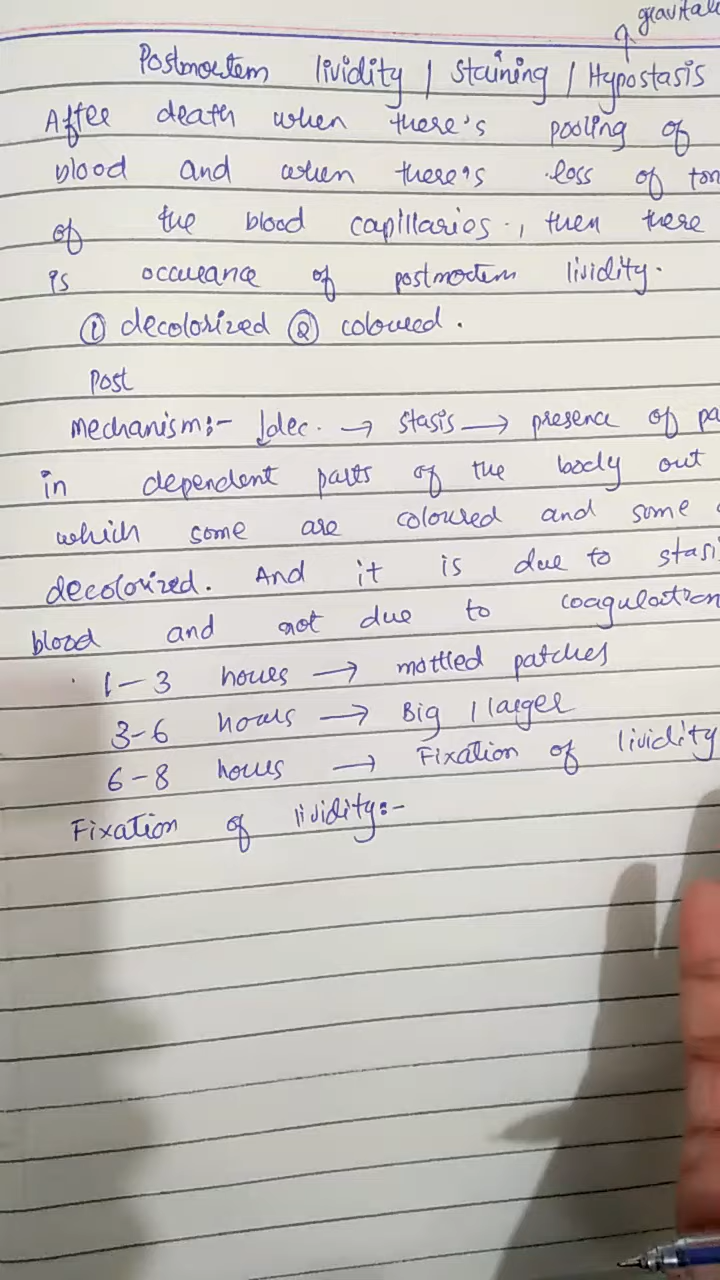 Postmortem lividity / Staining / Hypostasis
After death when there's pooling of
blood and when there's loss of
of the blood capillaries., then there
is occurance of postmortem lividity.
① decolorized ② coloured.
Post
Mechanism:- ↓dec. → stasis → presence of
in dependent parts of the body out
which some are coloured and some
decolorized. And it is due to
blood and not due to coagulation
1-3 hours → mottled patches
3-6 hours → Big / larger
6-8 hours → Fixation of lividity
Fixation of lividity:-